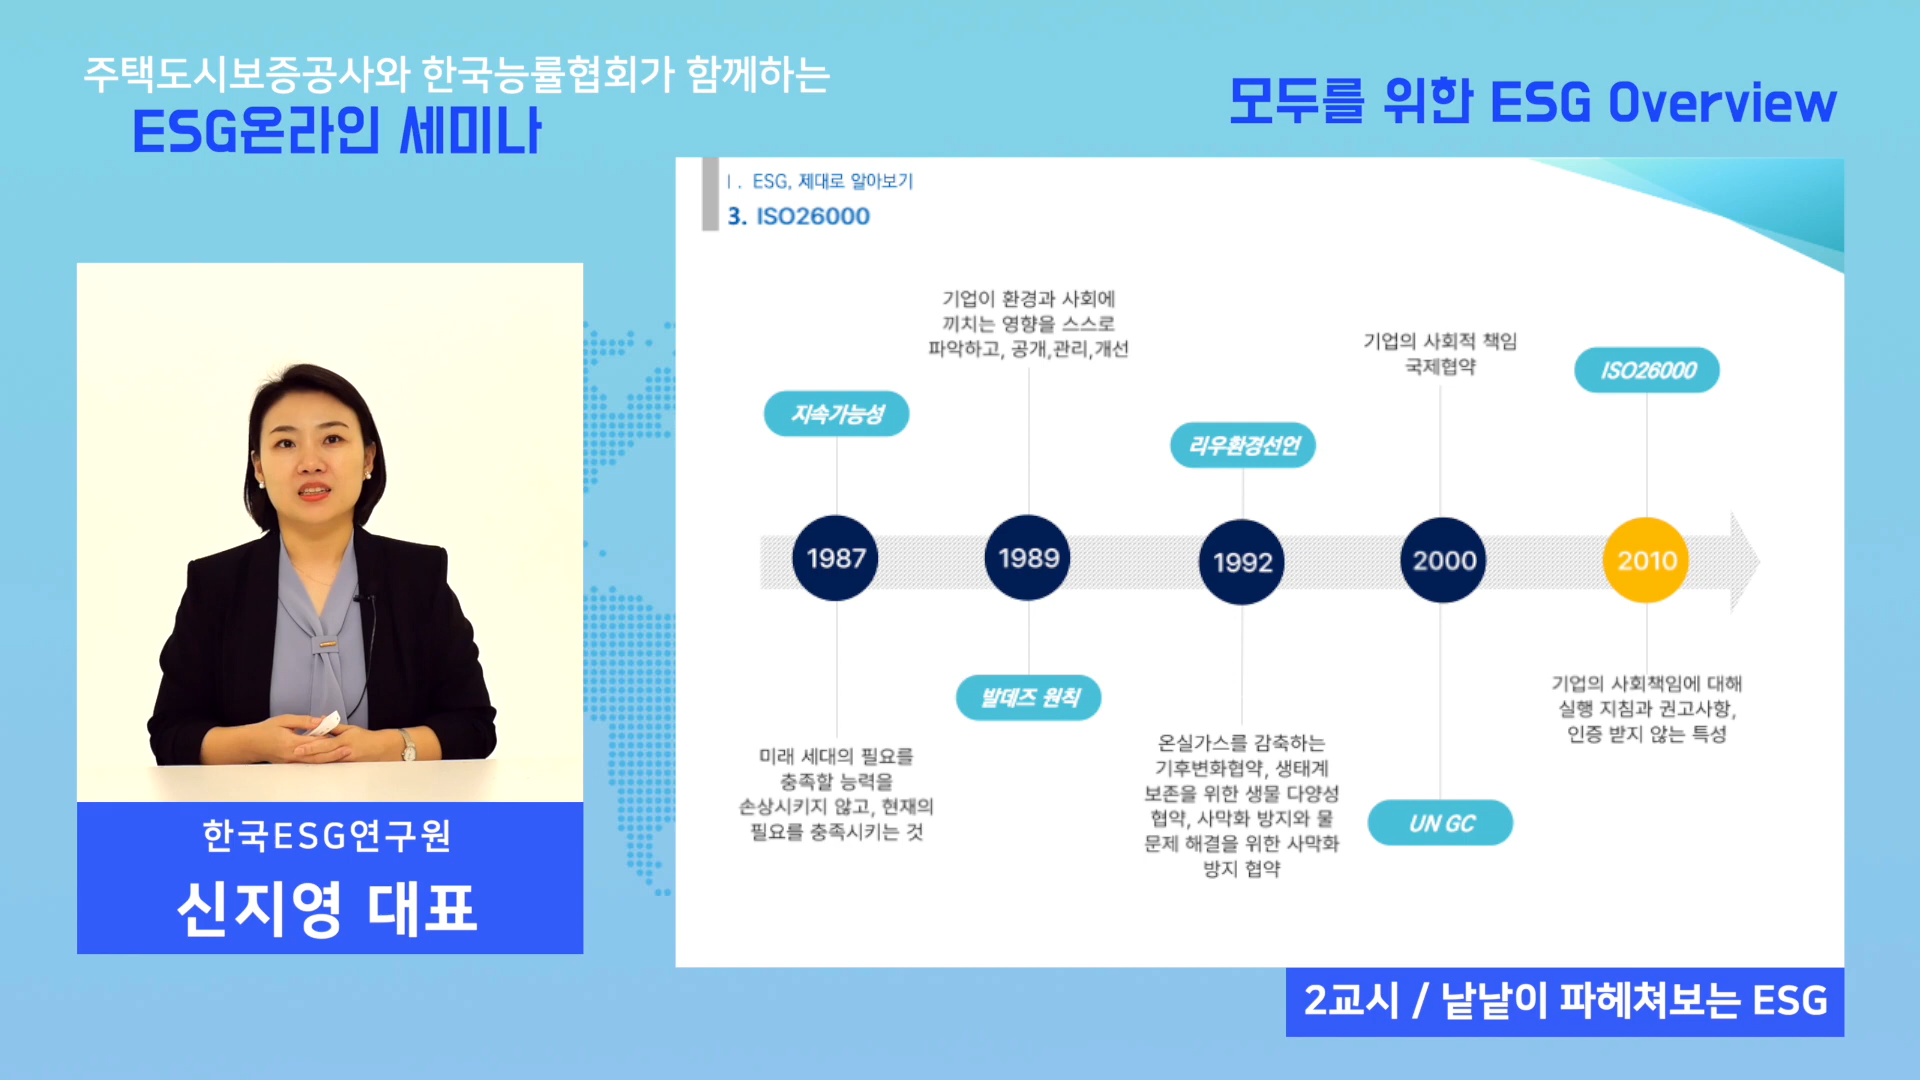 주택도시보증공사와 한국능률협회가 함께하는
ESG온라인 세미나
모두를 위한 ESG Overview
Ⅰ. ESG, 제대로 알아보기
3. ISO26000
기업이 환경과 사회에
끼치는 영향을 스스로
파악하고, 공개,관리,개선
기업의 사회적 책임
국제협약
ISO26000
지속가능성
리우환경선언
1987
1989
1992
2000
2010
발데즈 원칙
미래 세대의 필요를
충족할 능력을
손상시키지 않고, 현재의
필요를 충족시키는 것
온실가스를 감축하는
기후변화협약, 생태계
보존을 위한 생물 다양성
협약, 사막화 방지와 물
문제 해결을 위한 사막화
방지 협약
UN GC
기업의 사회책임에 대해
실행 지침과 권고사항,
인증 받지 않는 특성
한국ESG연구원
신지영 대표
2교시 / 낱낱이 파헤쳐보는 ESG